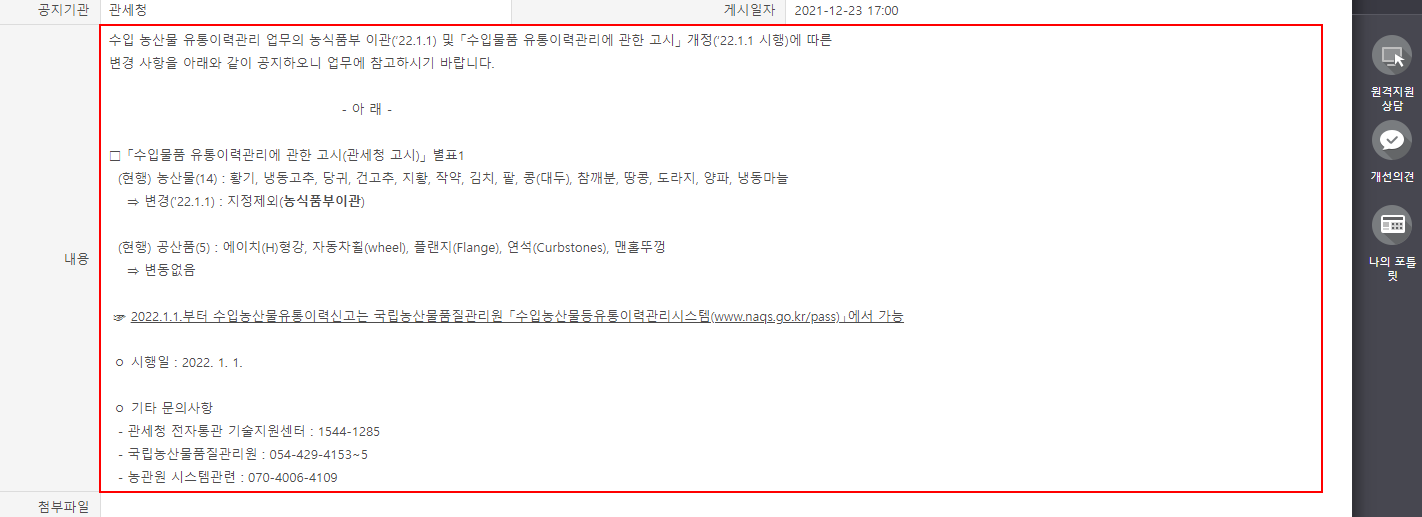 공지기관 관세청 게시일자 2021-12-23 17:00
수입 농산물 유통이력관리 업무의 농식품부 이관('22.1.1) 및 「수입물품 유통이력관리에 관한 고시」 개정('22.1.1 시행)에 따른
변경 사항을 아래와 같이 공지하오니 업무에 참고하시기 바랍니다.
- 아 래 -
□ 「수입물품 유통이력관리에 관한 고시(관세청 고시)」 별표1
(현행) 농산물(14) : 황기, 냉동고추, 당귀, 건고추, 지황, 작약, 김치, 팥, 콩(대두), 참깨분, 땅콩, 도라지, 양파, 냉동마늘
⇒ 변경('22.1.1) : 지정제외(농식품부이관)
(현행) 공산품(5) : 에이치(H)형강, 자동차휠(wheel), 플랜지(Flange), 연석(Curbstones), 맨홀뚜껑
⇒ 변동없음
내용
☞ 2022.1.1.부터 수입농산물유통이력신고는 국립농산물품질관리원 「수입농산물등유통이력관리시스템(www.naqs.go.kr/pass)」에서 가능
ㅇ 시행일 : 2022. 1. 1.
ㅇ 기타 문의사항
- 관세청 전자통관 기술지원센터 : 1544-1285
- 국립농산물품질관리원 : 054-429-4153~5
- 농관원 시스템관련 : 070-4006-4109
첨부파일
원격지원
상담
개선의견
나의 포틀
릿